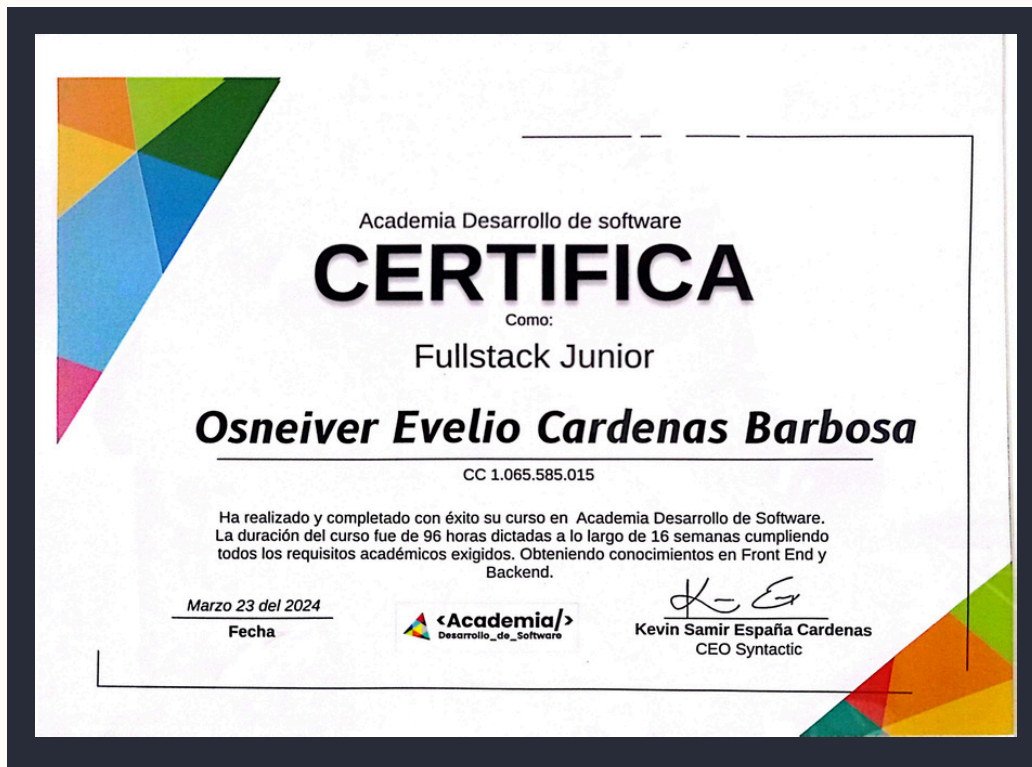 Academia Desarrollo de software
CERTIFICA
Como:
Fullstack Junior
Osneiver Evelio Cardenas Barbosa
CC 1.065.585.015
Ha realizado y completado con éxito su curso en Academia Desarrollo de Software.
La duración del curso fue de 96 horas dictadas a lo largo de 16 semanas cumpliendo
todos los requisitos académicos exigidos. Obteniendo conocimientos en Front End y
Backend.
Marzo 23 del 2024
Fecha
<Academia/>
Desarrollo_de_Software
Kevin Samir España Cardenas
CEO Syntactic